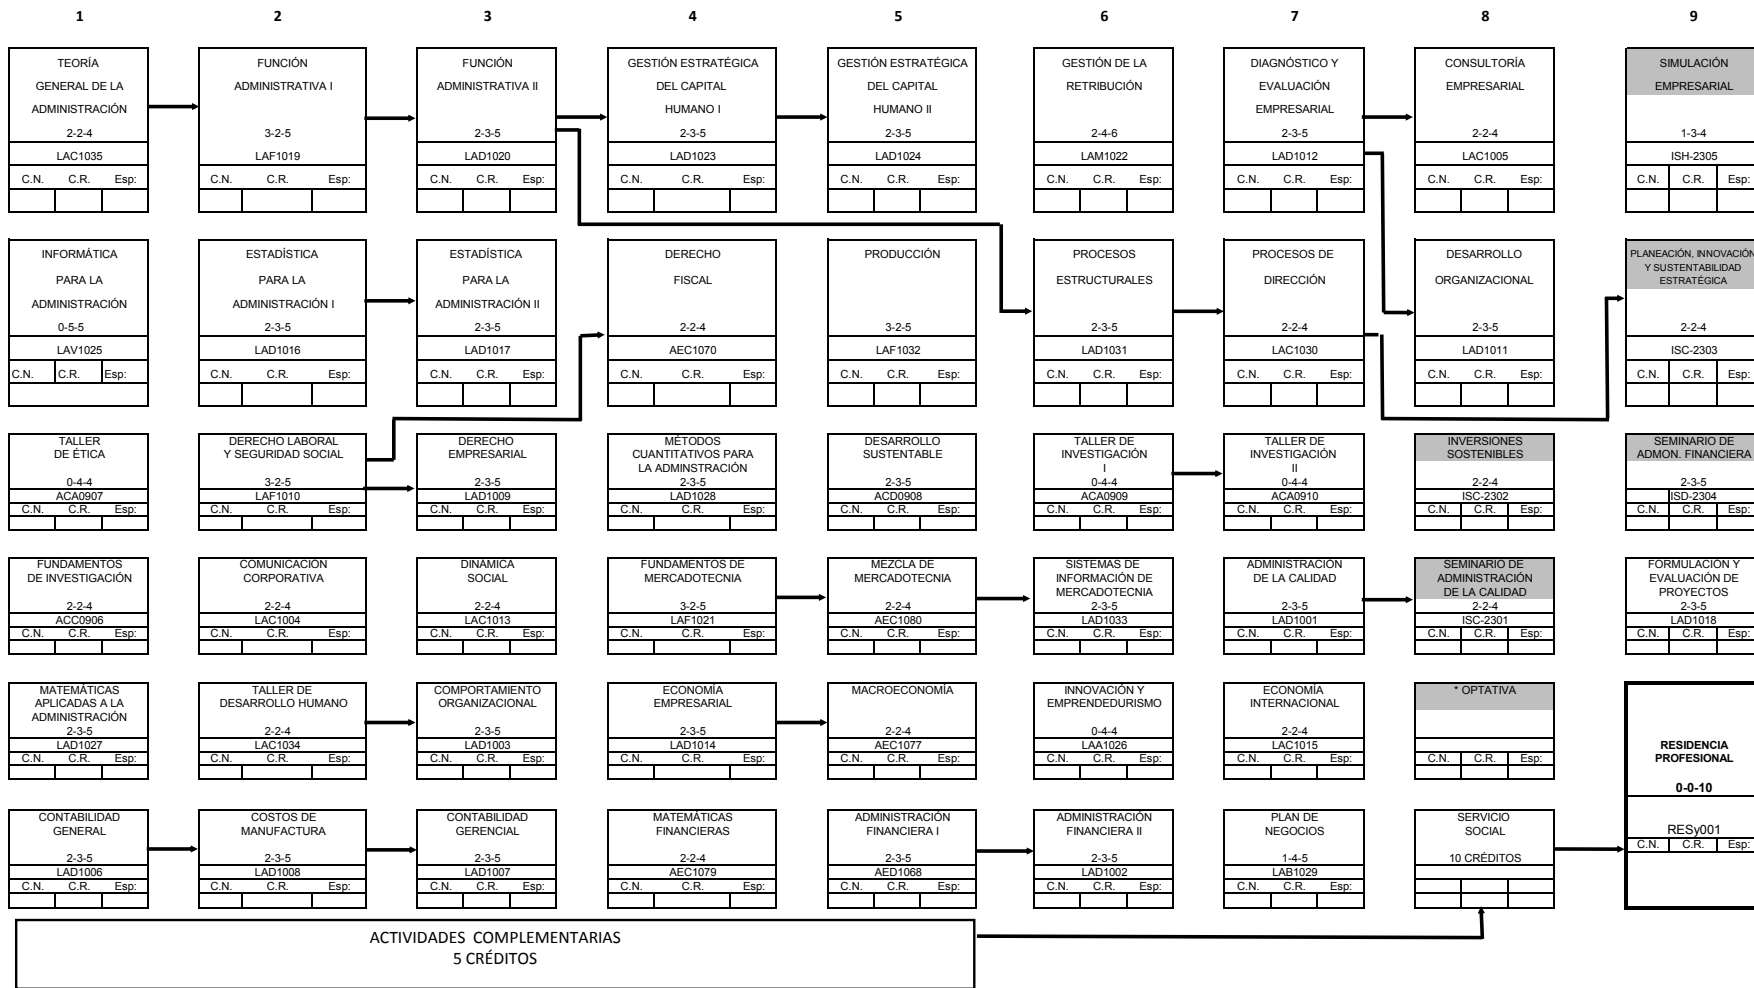 1 2 3 4 5 6 7 8 9
TEORÍA
GENERAL DE LA
ADMINISTRACIÓN
2-2-4
LAC1035
C.N. C.R. Esp:
FUNCIÓN
ADMINISTRATIVA I
3-2-5
LAF1019
C.N. C.R. Esp:
FUNCIÓN
ADMINISTRATIVA II
2-3-5
LAD1020
C.N. C.R. Esp:
GESTIÓN ESTRATÉGICA
DEL CAPITAL
HUMANO I
2-3-5
LAD1023
C.N. C.R. Esp:
GESTIÓN ESTRATÉGICA
DEL CAPITAL
HUMANO II
2-3-5
LAD1024
C.N. C.R. Esp:
GESTIÓN DE LA
RETRIBUCIÓN
2-4-6
LAM1022
C.N. C.R. Esp:
DIAGNÓSTICO Y
EVALUACIÓN
EMPRESARIAL
2-3-5
LAD1012
C.N. C.R. Esp:
CONSULTORÍA
EMPRESARIAL
2-2-4
LAC1005
C.N. C.R. Esp:
SIMULACIÓN
EMPRESARIAL
1-3-4
ISH-2305
C.N. C.R. Esp:
INFORMÁTICA
PARA LA
ADMINISTRACIÓN
0-5-5
LAV1025
C.N. C.R. Esp:
ESTADÍSTICA
PARA LA
ADMINISTRACIÓN I
2-3-5
LAD1016
C.N. C.R. Esp:
ESTADÍSTICA
PARA LA
ADMINISTRACIÓN II
2-3-5
LAD1017
C.N. C.R. Esp:
DERECHO
FISCAL
2-2-4
AEC1070
C.N. C.R. Esp:
PRODUCCIÓN
3-2-5
LAF1032
C.N. C.R. Esp:
PROCESOS
ESTRUCTURALES
2-3-5
LAD1031
C.N. C.R. Esp:
PROCESOS DE
DIRECCIÓN
2-2-4
LAC1030
C.N. C.R. Esp:
DESARROLLO
ORGANIZACIONAL
2-3-5
LAD1011
C.N. C.R. Esp:
PLANEACIÓN, INNOVACIÓN
Y SUSTENTABILIDAD
ESTRATÉGICA
2-2-4
ISC-2303
C.N. C.R. Esp:
TALLER
DE ÉTICA
0-4-4
ACA0907
C.N. C.R. Esp:
DERECHO LABORAL
Y SEGURIDAD SOCIAL
3-2-5
LAF1010
C.N. C.R. Esp:
DERECHO
EMPRESARIAL
2-3-5
LAD1009
C.N. C.R. Esp:
MÉTODOS
CUANTITATIVOS PARA
LA ADMINSTRACIÓN
2-3-5
LAD1028
C.N. C.R. Esp:
DESARROLLO
SUSTENTABLE
2-3-5
ACD0908
C.N. C.R. Esp:
TALLER DE
INVESTIGACIÓN
I
0-4-4
ACA0909
C.N. C.R. Esp:
TALLER DE
INVESTIGACIÓN
II
0-4-4
ACA0910
C.N. C.R. Esp:
INVERSIONES
SOSTENIBLES
2-2-4
ISC-2302
C.N. C.R. Esp:
SEMINARIO DE
ADMON. FINANCIERA
2-3-5
ISD-2304
C.N. C.R. Esp:
FUNDAMENTOS
DE INVESTIGACIÓN
2-2-4
ACC0906
C.N. C.R. Esp:
COMUNICACIÓN
CORPORATIVA
2-2-4
LAC1004
C.N. C.R. Esp:
DINÁMICA
SOCIAL
2-2-4
LAC1013
C.N. C.R. Esp:
FUNDAMENTOS DE
MERCADOTECNIA
3-2-5
LAF1021
C.N. C.R. Esp:
MEZCLA DE
MERCADOTECNIA
2-2-4
AEC1080
C.N. C.R. Esp:
SISTEMAS DE
INFORMACIÓN DE
MERCADOTECNIA
2-3-5
LAD1033
C.N. C.R. Esp:
ADMINISTRACIÓN
DE LA CALIDAD
2-3-5
LAD1001
C.N. C.R. Esp:
SEMINARIO DE
ADMINISTRACIÓN
DE LA CALIDAD
2-2-4
ISC-2301
C.N. C.R. Esp:
FORMULACIÓN Y
EVALUACIÓN DE
PROYECTOS
2-3-5
LAD1018
C.N. C.R. Esp:
MATEMÁTICAS
APLICADAS A LA
ADMINISTRACIÓN
2-3-5
LAD1027
C.N. C.R. Esp:
TALLER DE
DESARROLLO HUMANO
2-2-4
LAC1034
C.N. C.R. Esp:
COMPORTAMIENTO
ORGANIZACIONAL
2-3-5
LAD1003
C.N. C.R. Esp:
ECONOMÍA
EMPRESARIAL
2-3-5
LAD1014
C.N. C.R. Esp:
MACROECONOMÍA
2-2-4
AEC1077
C.N. C.R. Esp:
INNOVACIÓN Y
EMPRENDEDURISMO
0-4-4
LAA1026
C.N. C.R. Esp:
ECONOMÍA
INTERNACIONAL
2-2-4
LAC1015
C.N. C.R. Esp:
* OPTATIVA
C.N. C.R. Esp:
RESIDENCIA
PROFESIONAL
0-0-10
RESy001
C.N. C.R. Esp:
CONTABILIDAD
GENERAL
2-3-5
LAD1006
C.N. C.R. Esp:
COSTOS DE
MANUFACTURA
2-3-5
LAD1008
C.N. C.R. Esp:
CONTABILIDAD
GERENCIAL
2-3-5
LAD1007
C.N. C.R. Esp:
MATEMÁTICAS
FINANCIERAS
2-2-4
AEC1079
C.N. C.R. Esp:
ADMINISTRACIÓN
FINANCIERA I
2-3-5
AED1068
C.N. C.R. Esp:
ADMINISTRACIÓN
FINANCIERA II
2-3-5
LAD1002
C.N. C.R. Esp:
PLAN DE
NEGOCIOS
1-4-5
LAB1029
C.N. C.R. Esp:
SERVICIO
SOCIAL
10 CRÉDITOS
ACTIVIDADES COMPLEMENTARIAS
5 CRÉDITOS